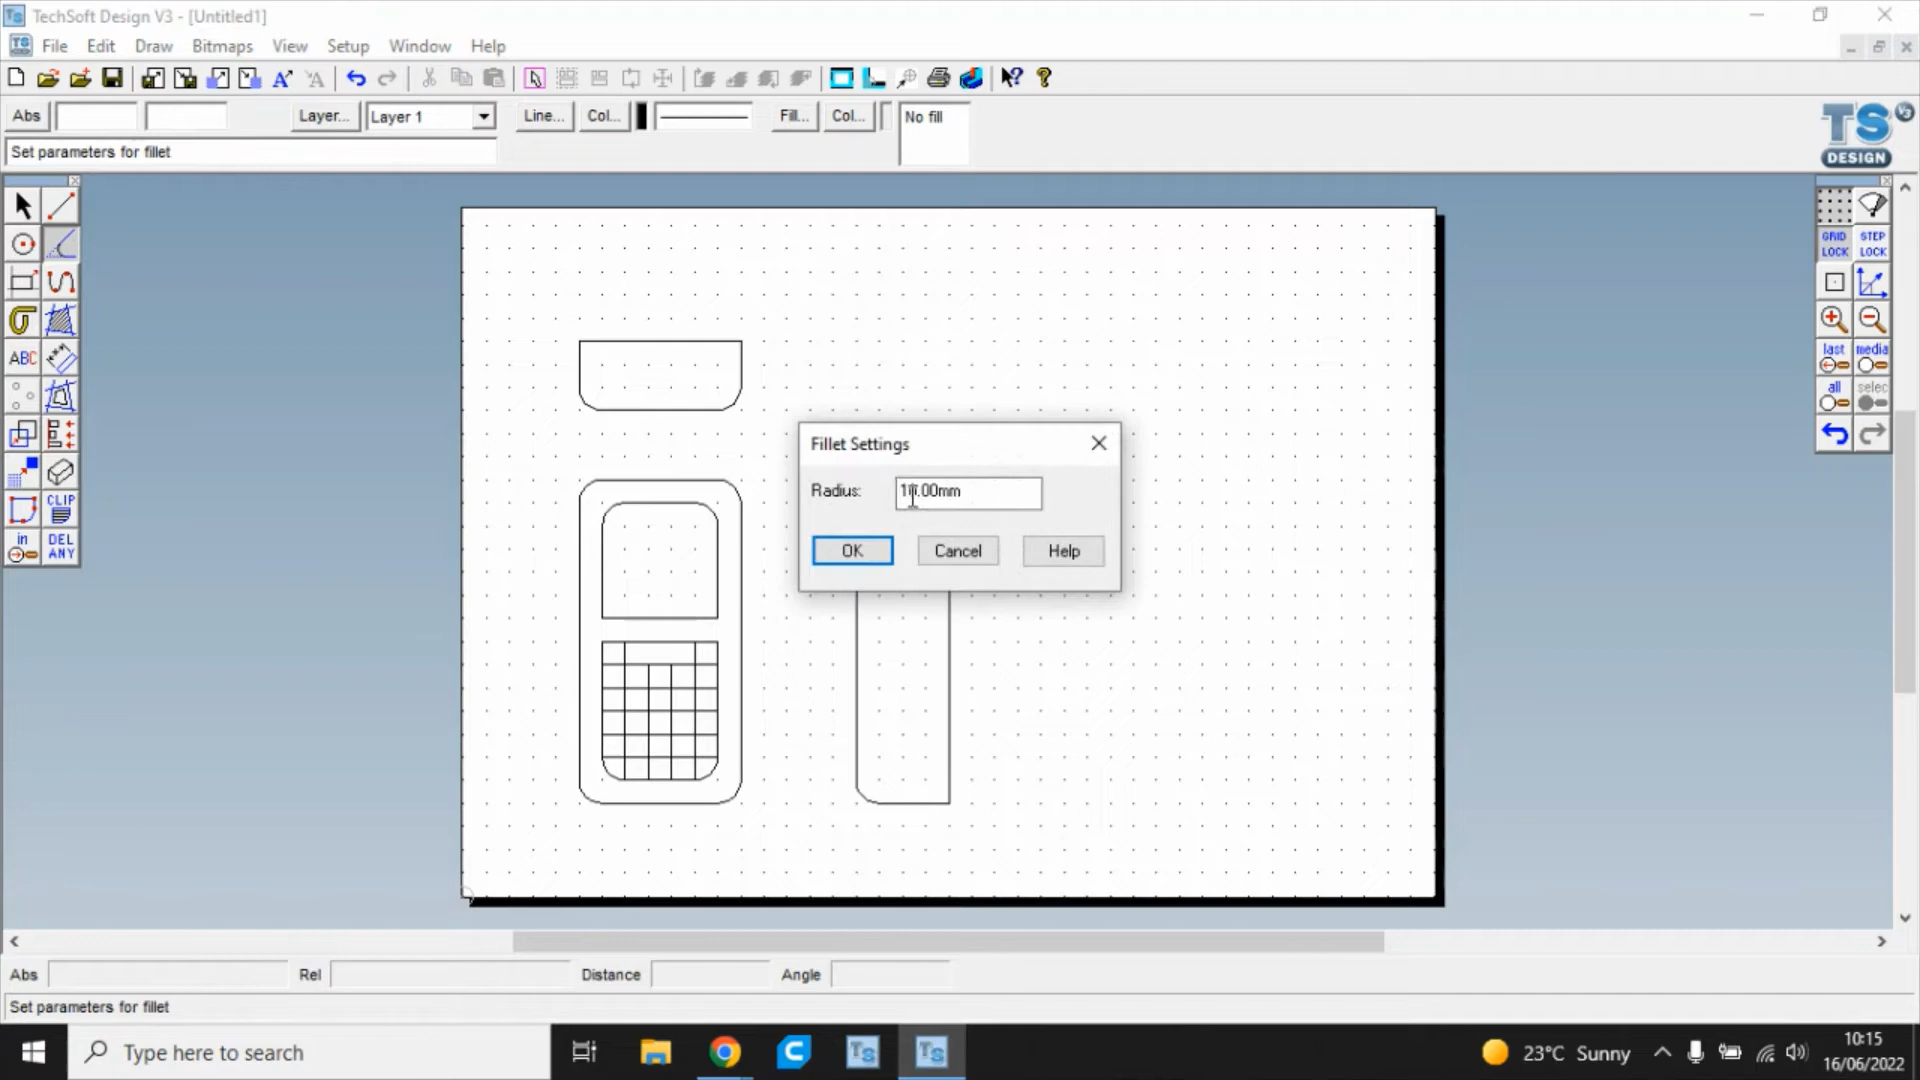 TechSoft Design V3 - [Untitled1]
File Edit Draw Bitmaps View Setup Window Help
Abs Layer... Layer 1 Line... Col... Fill... Col... No fill
Set parameters for fillet
TS V3
DESIGN
GRID LOCK STEP LOCK
ABC
last media
all selec
CLIP
in DEL ANY
Fillet Settings
Radius: .00mm
OK Cancel Help
Abs Rel Distance Angle
Set parameters for fillet
Type here to search
23°C Sunny
10:15
16/06/2022